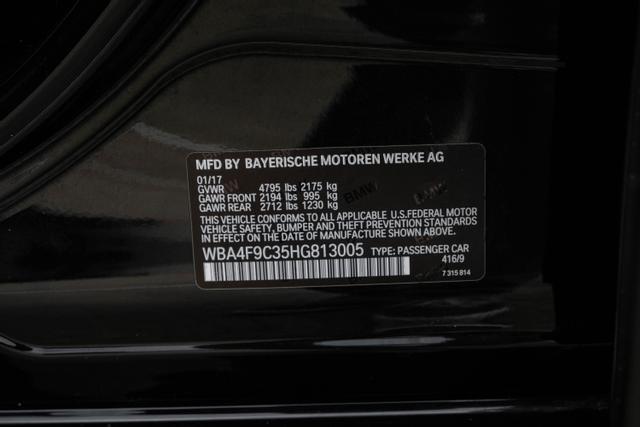 MFD BY BAYERISCHE MOTOREN WERKE AG
01/17
GVWR 4795 lbs 2175 kg
GAWR FRONT 2194 lbs 995 kg
GAWR REAR 2712 lbs 1230 kg
THIS VEHICLE CONFORMS TO ALL APPLICABLE U.S.FEDERAL MOTOR
VEHICLE SAFETY, BUMPER AND THEFT PREVENTION STANDARDS
IN EFFECT ON THE DATE OF MANUFACTURE SHOWN ABOVE.
WBA4F9C35HG813005 TYPE: PASSENGER CAR
416/9
7 315 814
BMW